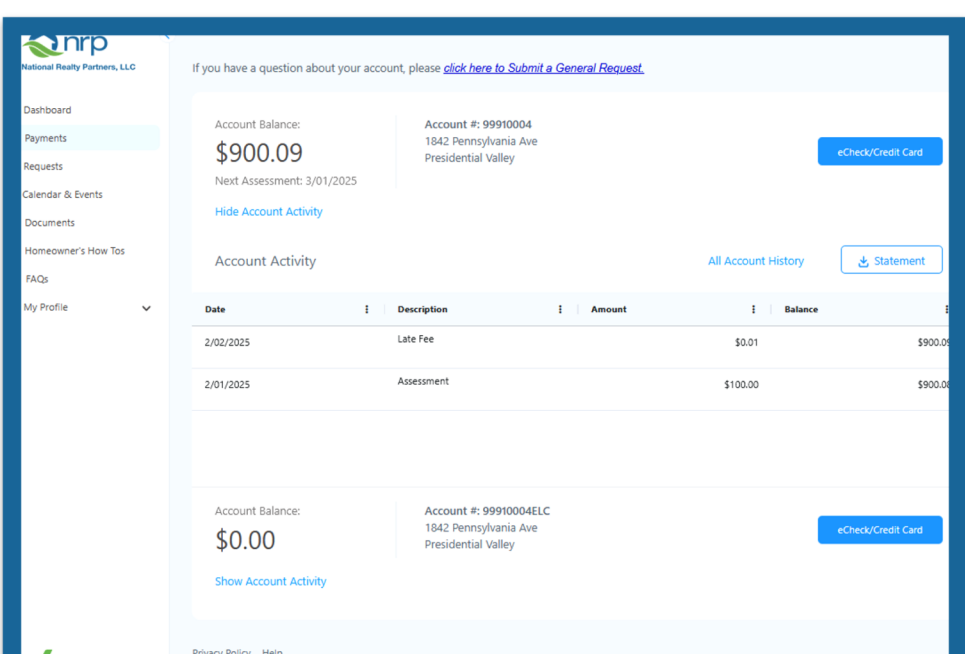 nrp
National Realty Partners, LLC
Dashboard
Payments
Requests
Calendar & Events
Documents
Homeowner's How Tos
FAQs
My Profile
If you have a question about your account, please click here to Submit a General Request.
Account Balance:
$900.09
Next Assessment: 3/01/2025
Hide Account Activity
Account #: 99910004
1842 Pennsylvania Ave
Presidential Valley
eCheck/Credit Card
Account Activity
All Account History
Statement
Date Description Amount Balance
2/02/2025 Late Fee $0.01 $900.09
2/01/2025 Assessment $100.00 $900.08
Account Balance:
$0.00
Show Account Activity
Account #: 99910004ELC
1842 Pennsylvania Ave
Presidential Valley
eCheck/Credit Card
Privacy Policy Help